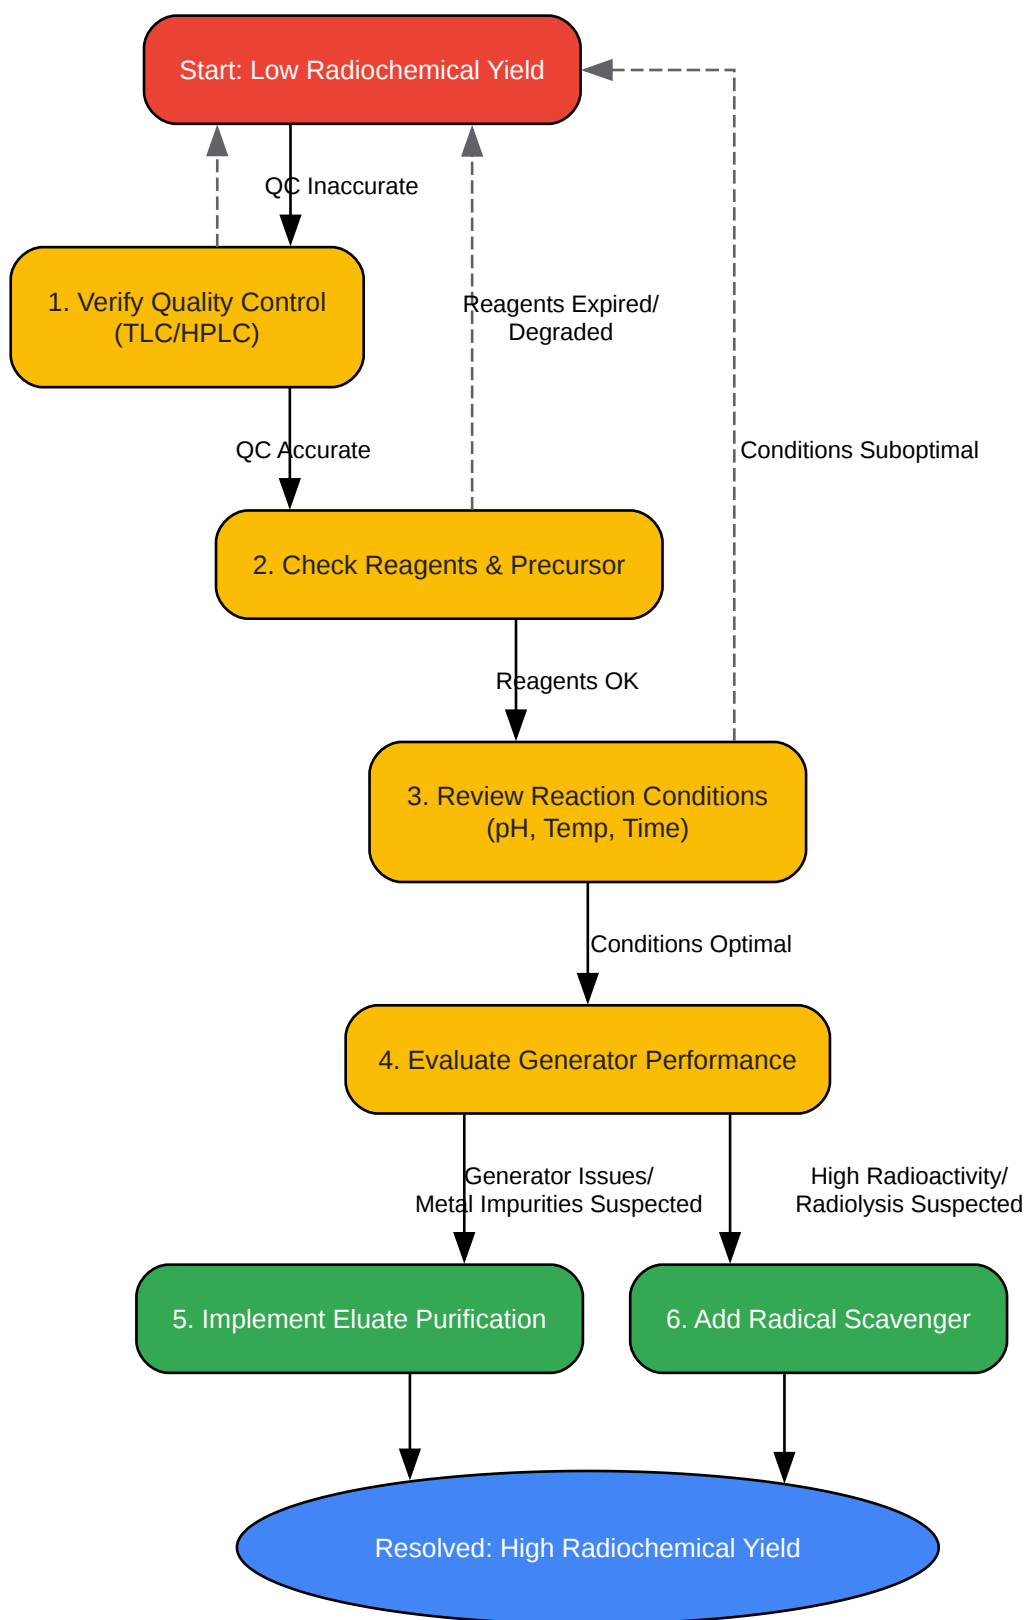 Start: Low Radiochemical Yield
QC Inaccurate
1. Verify Quality Control
(TLC/HPLC)
Reagents Expired/
Degraded
QC Accurate
Conditions Suboptimal
2. Check Reagents & Precursor
Reagents OK
3. Review Reaction Conditions
(pH, Temp, Time)
Conditions Optimal
4. Evaluate Generator Performance
Generator Issues/
Metal Impurities Suspected
High Radioactivity/
Radiolysis Suspected
5. Implement Eluate Purification
6. Add Radical Scavenger
Resolved: High Radiochemical Yield